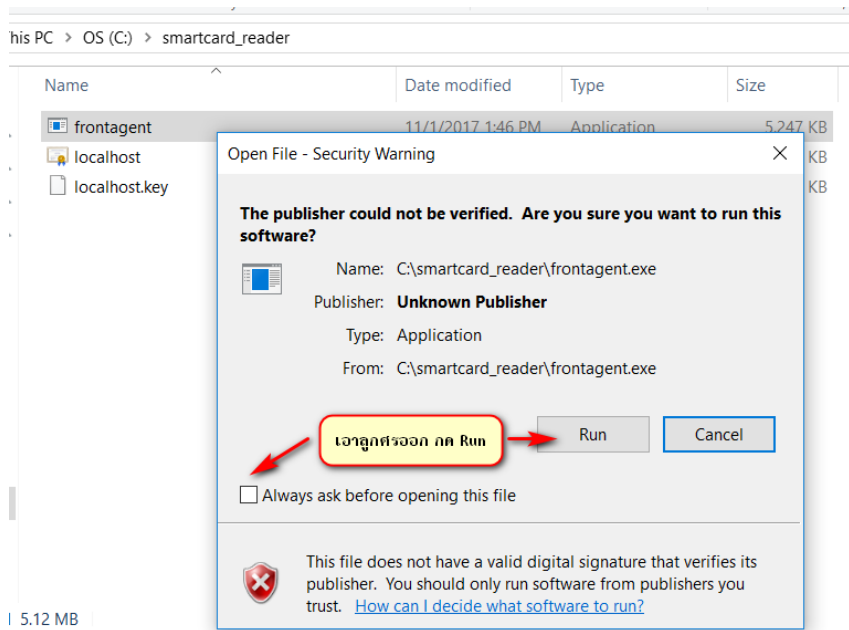 his PC > OS (C:) > smartcard_reader
Name Date modified Type Size
frontagent 11/1/2017 1:46 PM Application 5,247 KB
localhost KB
localhost.key KB
Open File - Security Warning
The publisher could not be verified. Are you sure you want to run this
software?
Name: C:\smartcard_reader\frontagent.exe
Publisher: Unknown Publisher
Type: Application
From: C:\smartcard_reader\frontagent.exe
เอาลูกศรออก กด Run
Run Cancel
Always ask before opening this file
This file does not have a valid digital signature that verifies its
publisher. You should only run software from publishers you
trust. How can I decide what software to run?
5.12 MB